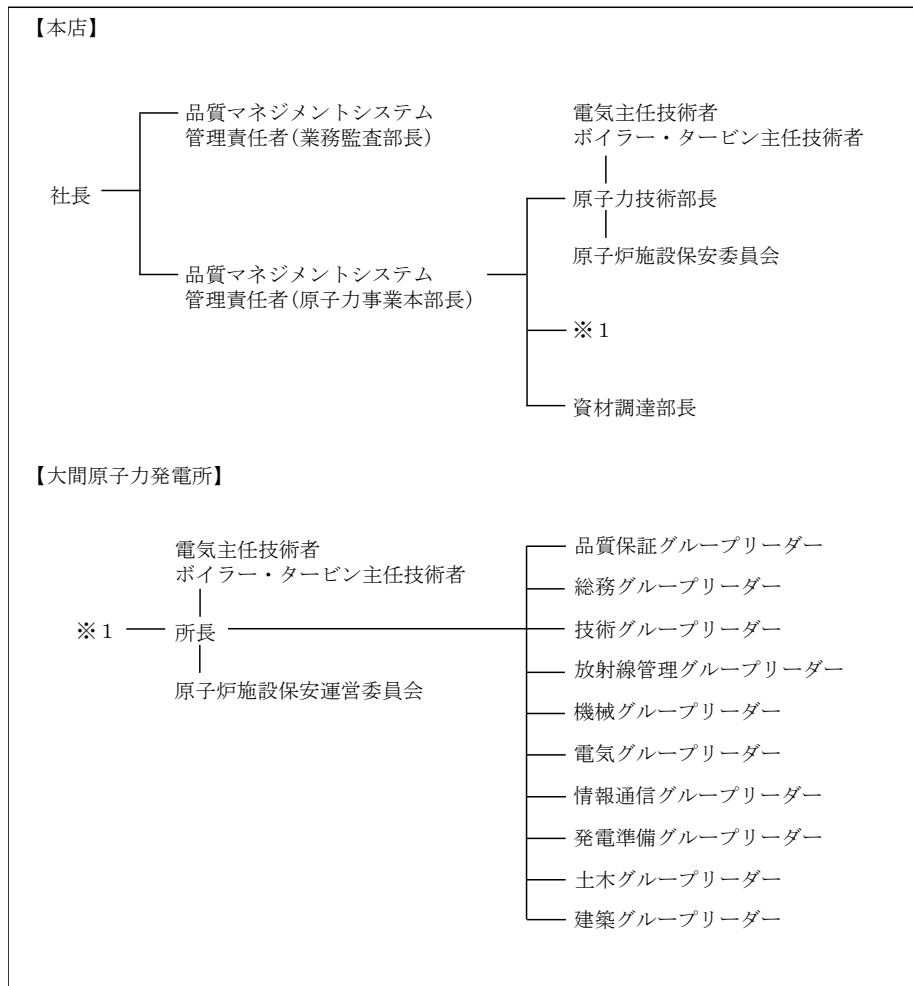 【本店】
品質マネジメントシステム
管理責任者(業務監査部長)
電気主任技術者
ボイラー・タービン主任技術者
社長
原子力技術部長
原子炉施設保安委員会
品質マネジメントシステム
管理責任者(原子力事業本部長)
※1
資材調達部長
【大間原子力発電所】
電気主任技術者
ボイラー・タービン主任技術者
※1
所長
原子炉施設保安運営委員会
品質保証グループリーダー
総務グループリーダー
技術グループリーダー
放射線管理グループリーダー
機械グループリーダー
電気グループリーダー
情報通信グループリーダー
発電準備グループリーダー
土木グループリーダー
建築グループリーダー